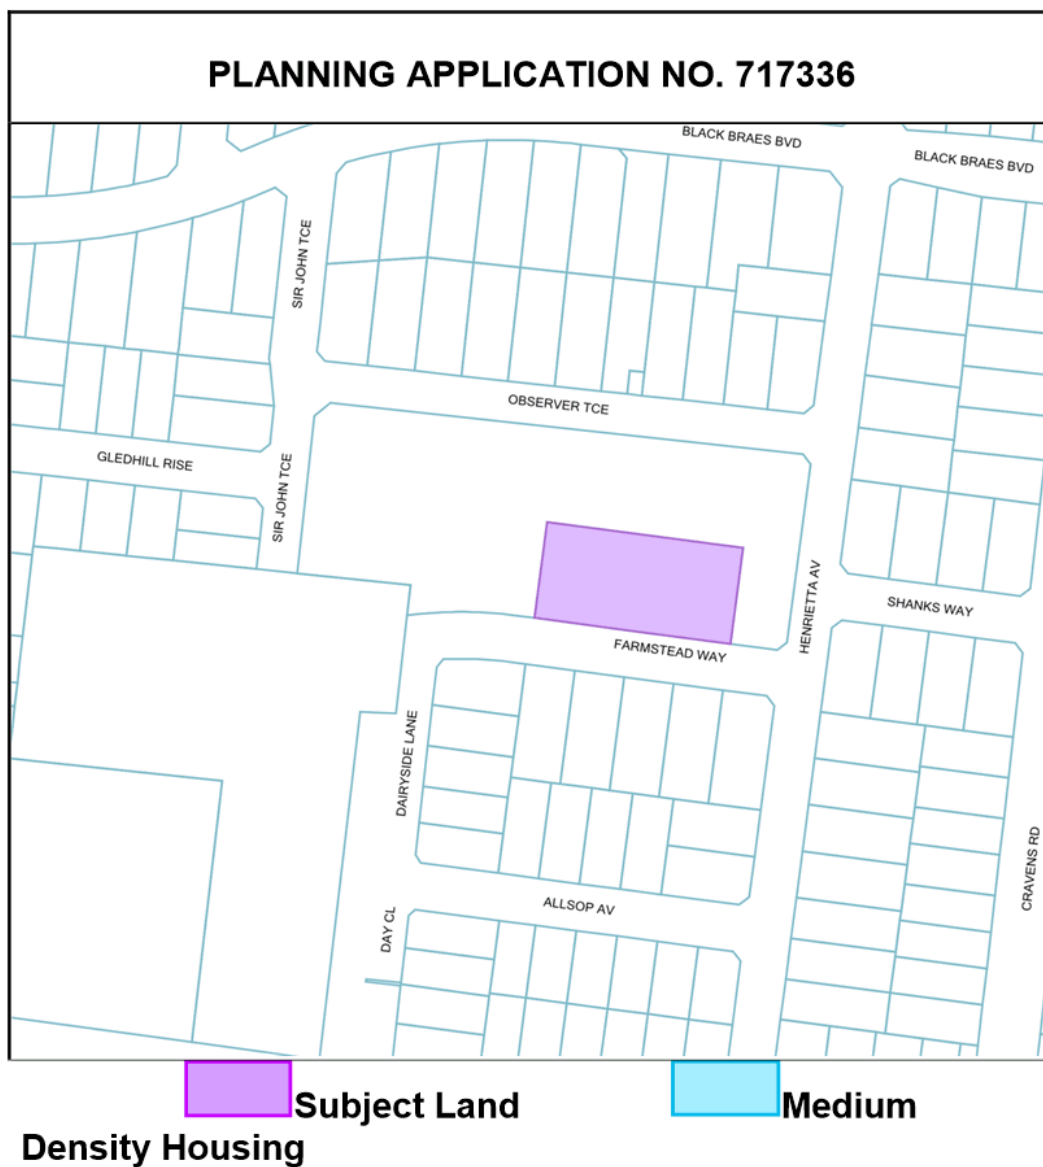 PLANNING APPLICATION NO. 717336
BLACK BRAES BVD
BLACK BRAES BVD
SIR JOHN TCE
OBSERVER TCE
GLEDHILL RISE
SIR JOHN TCE
HENRIETTA AV
SHANKS WAY
FARMSTEAD WAY
DAIRYSIDE LANE
CRAVENS RD
ALLSOP AV
DAY CL
Subject Land
Medium
Density Housing